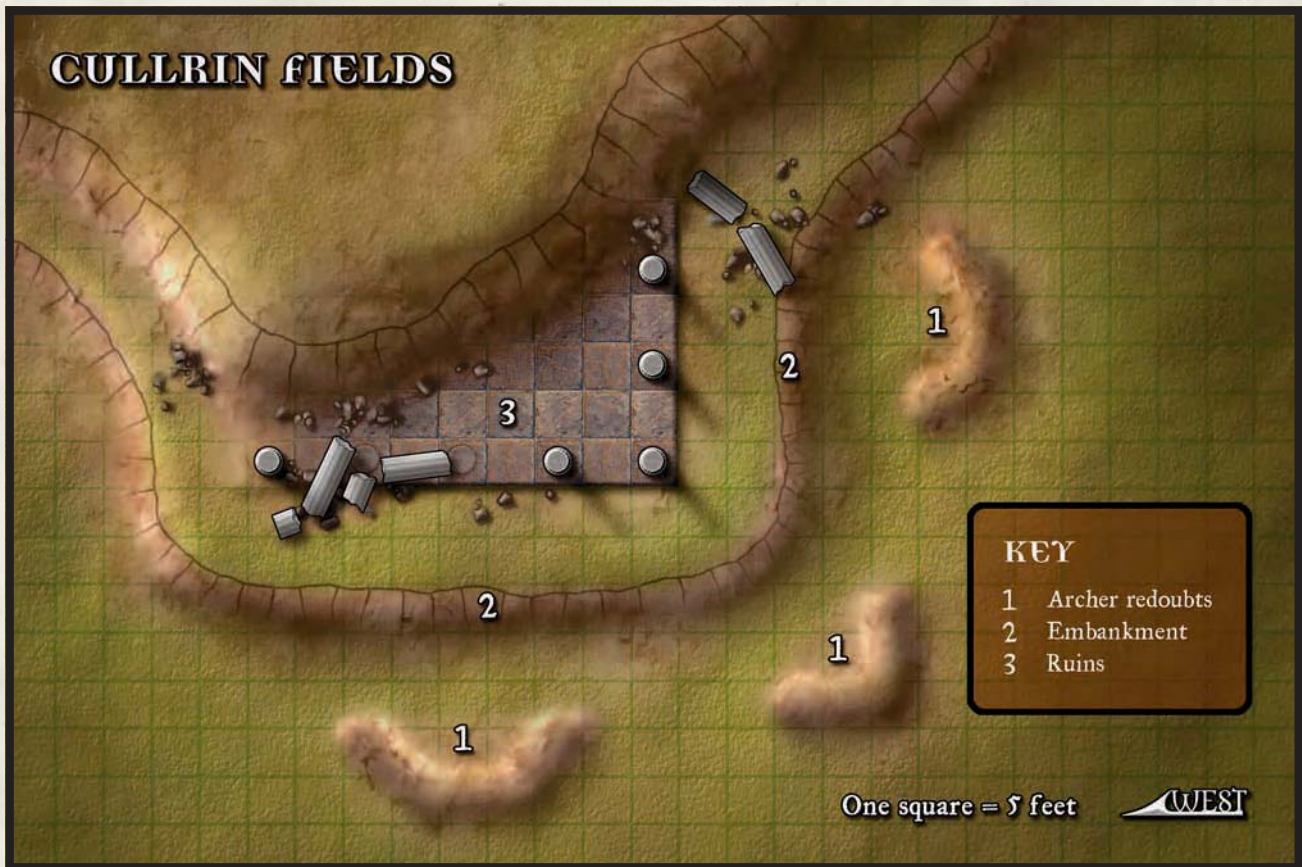 CULLRIN FIELDS
1
2
3
2
1
1
1
KEY
1 Archer redoubts
2 Embankment
3 Ruins
One square = 5 feet
WEST